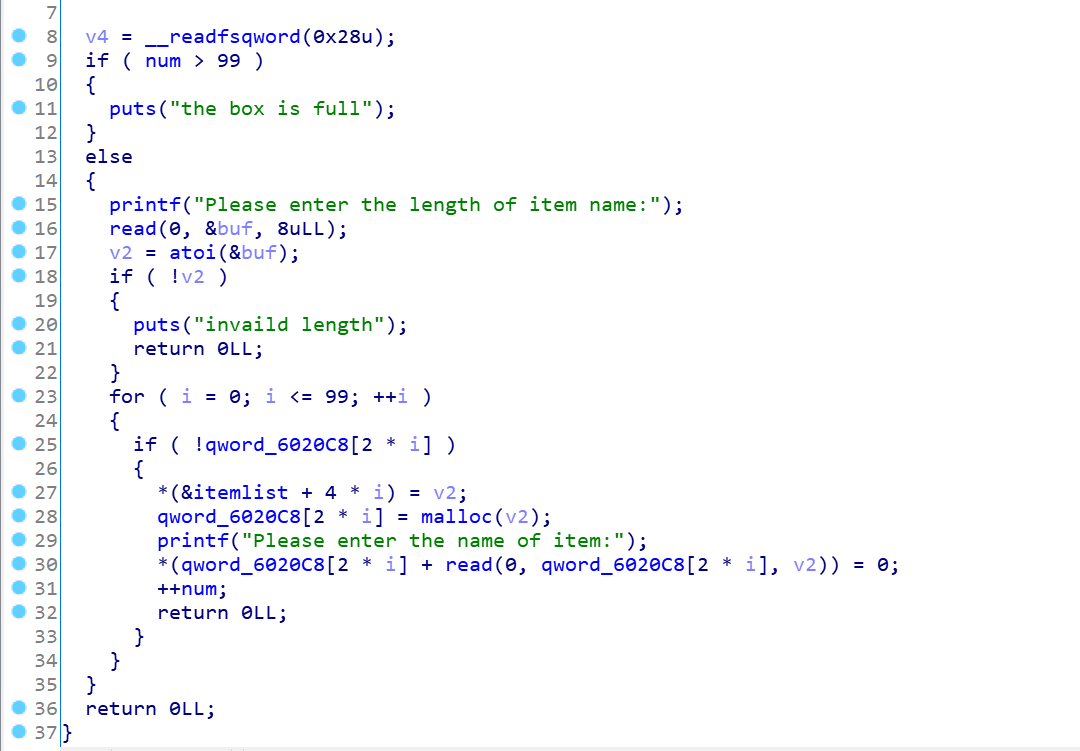 7
8 v4 = __readfsqword(0x28u);
9 if ( num > 99 )
10 {
11 puts("the box is full");
12 }
13 else
14 {
15 printf("Please enter the length of item name:");
16 read(0, &buf, 8uLL);
17 v2 = atoi(&buf);
18 if ( !v2 )
19 {
20 puts("invaild length");
21 return 0LL;
22 }
23 for ( i = 0; i <= 99; ++i )
24 {
25 if ( !qword_6020C8[2 * i] )
26 {
27 *(&itemlist + 4 * i) = v2;
28 qword_6020C8[2 * i] = malloc(v2);
29 printf("Please enter the name of item:");
30 *(qword_6020C8[2 * i] + read(0, qword_6020C8[2 * i], v2)) = 0;
31 ++num;
32 return 0LL;
33 }
34 }
35 }
36 return 0LL;
37 }